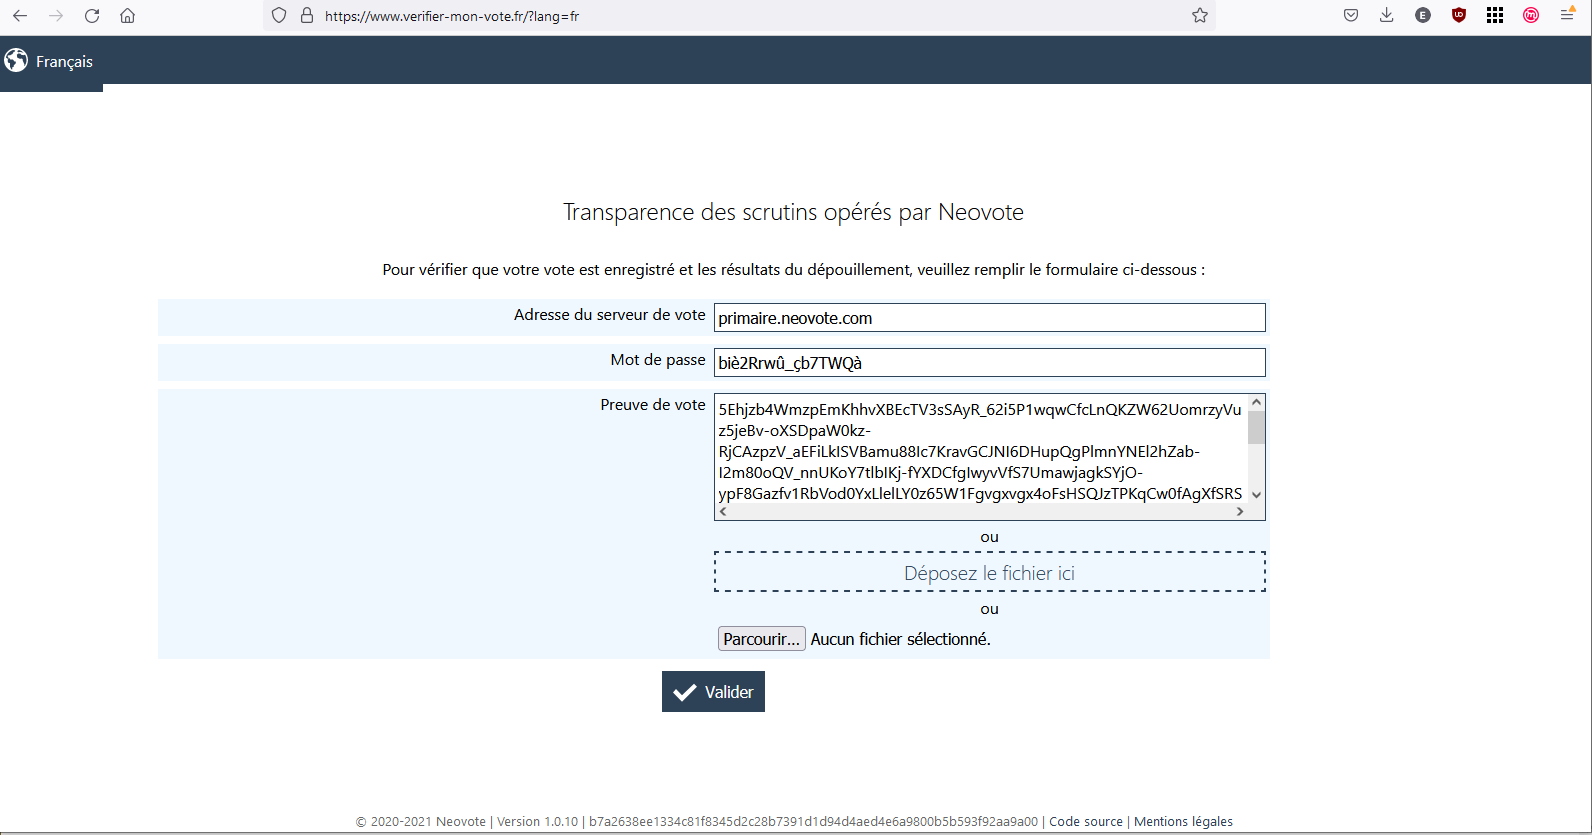 https://www.verifier-mon-vote.fr/?lang=fr
Français
Transparence des scrutins opérés par Neovote
Pour vérifier que votre vote est enregistré et les résultats du dépouillement, veuillez remplir le formulaire ci-dessous :
Adresse du serveur de vote primaire.neovote.com
Mot de passe biè2Rrwû_çb7TWQà
Preuve de vote
5Ehjzb4WmzpEmKhhvXBEcTV3sSAyR_62i5P1wqwCfcLnQKZW62UomrzyVu
z5jeBv-oXSDpaW0kz-
RjCAzpzV_aEFiLkISVBamu88Ic7KravGCJNI6DHupQgPlmnYNEl2hZab-
I2m80oQV_nnUKoY7tlbIKj-fYXDCfgIwyvVfS7UmawjagkSYjO-
ypF8Gazfv1RbVod0YxLlelLY0z65W1Fgvgxvgx4oFsHSQJzTPKqCw0fAgXfSRS
ou
Déposez le fichier ici
ou
Parcourir... Aucun fichier sélectionné.
Valider
© 2020-2021 Neovote | Version 1.0.10 | b7a2638ee1334c81f8345d2c28b7391d1d94d4aed4e6a9800b5b593f92aa9a00 | Code source | Mentions légales